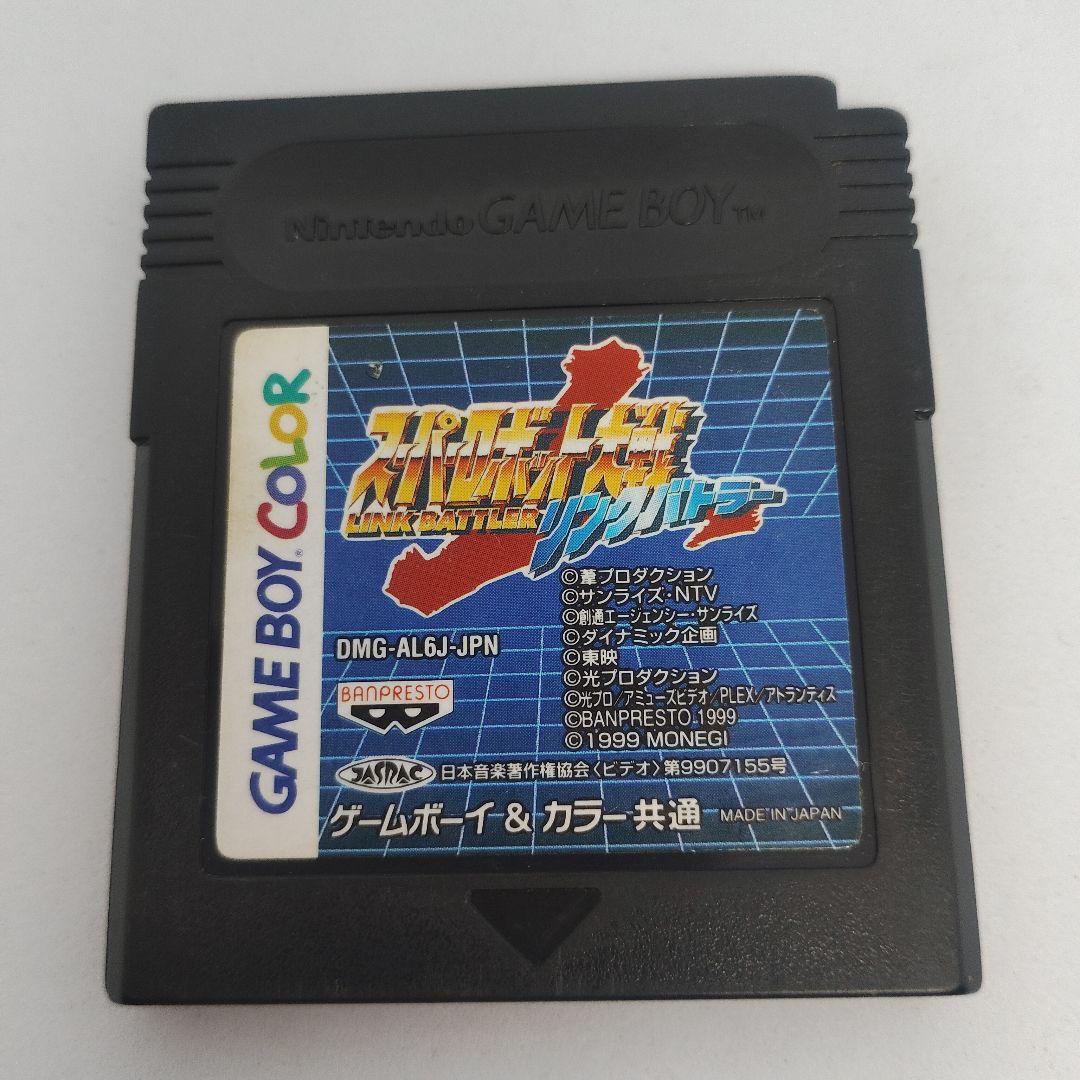 Nintendo GAME BOY™
GAME BOY® COLOR
スーパーロボット大戦
LINK BATTLER
リンクバトラー
©葦プロダクション
©サンライズ・NTV
©創通エージェンシー・サンライズ
©ダイナミック企画
©東映
©光プロダクション
©光プロ/アミューズビデオ/PLEX/アトランティス
©BANPRESTO 1999
©1999 MONEGI
DMG-AL6J-JPN
BANPRESTO
JASRAC 日本音楽著作権協会〈ビデオ〉第9907155号
ゲームボーイ & カラー共通 MADE IN JAPAN